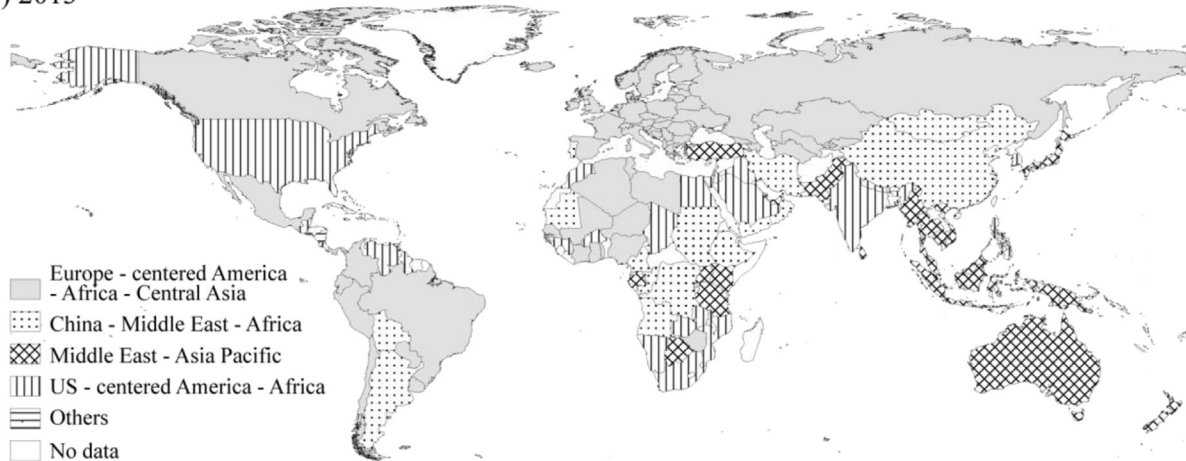 ) 2015
Europe - centered America
- Africa - Central Asia
China - Middle East - Africa
Middle East - Asia Pacific
US - centered America - Africa
Others
No data